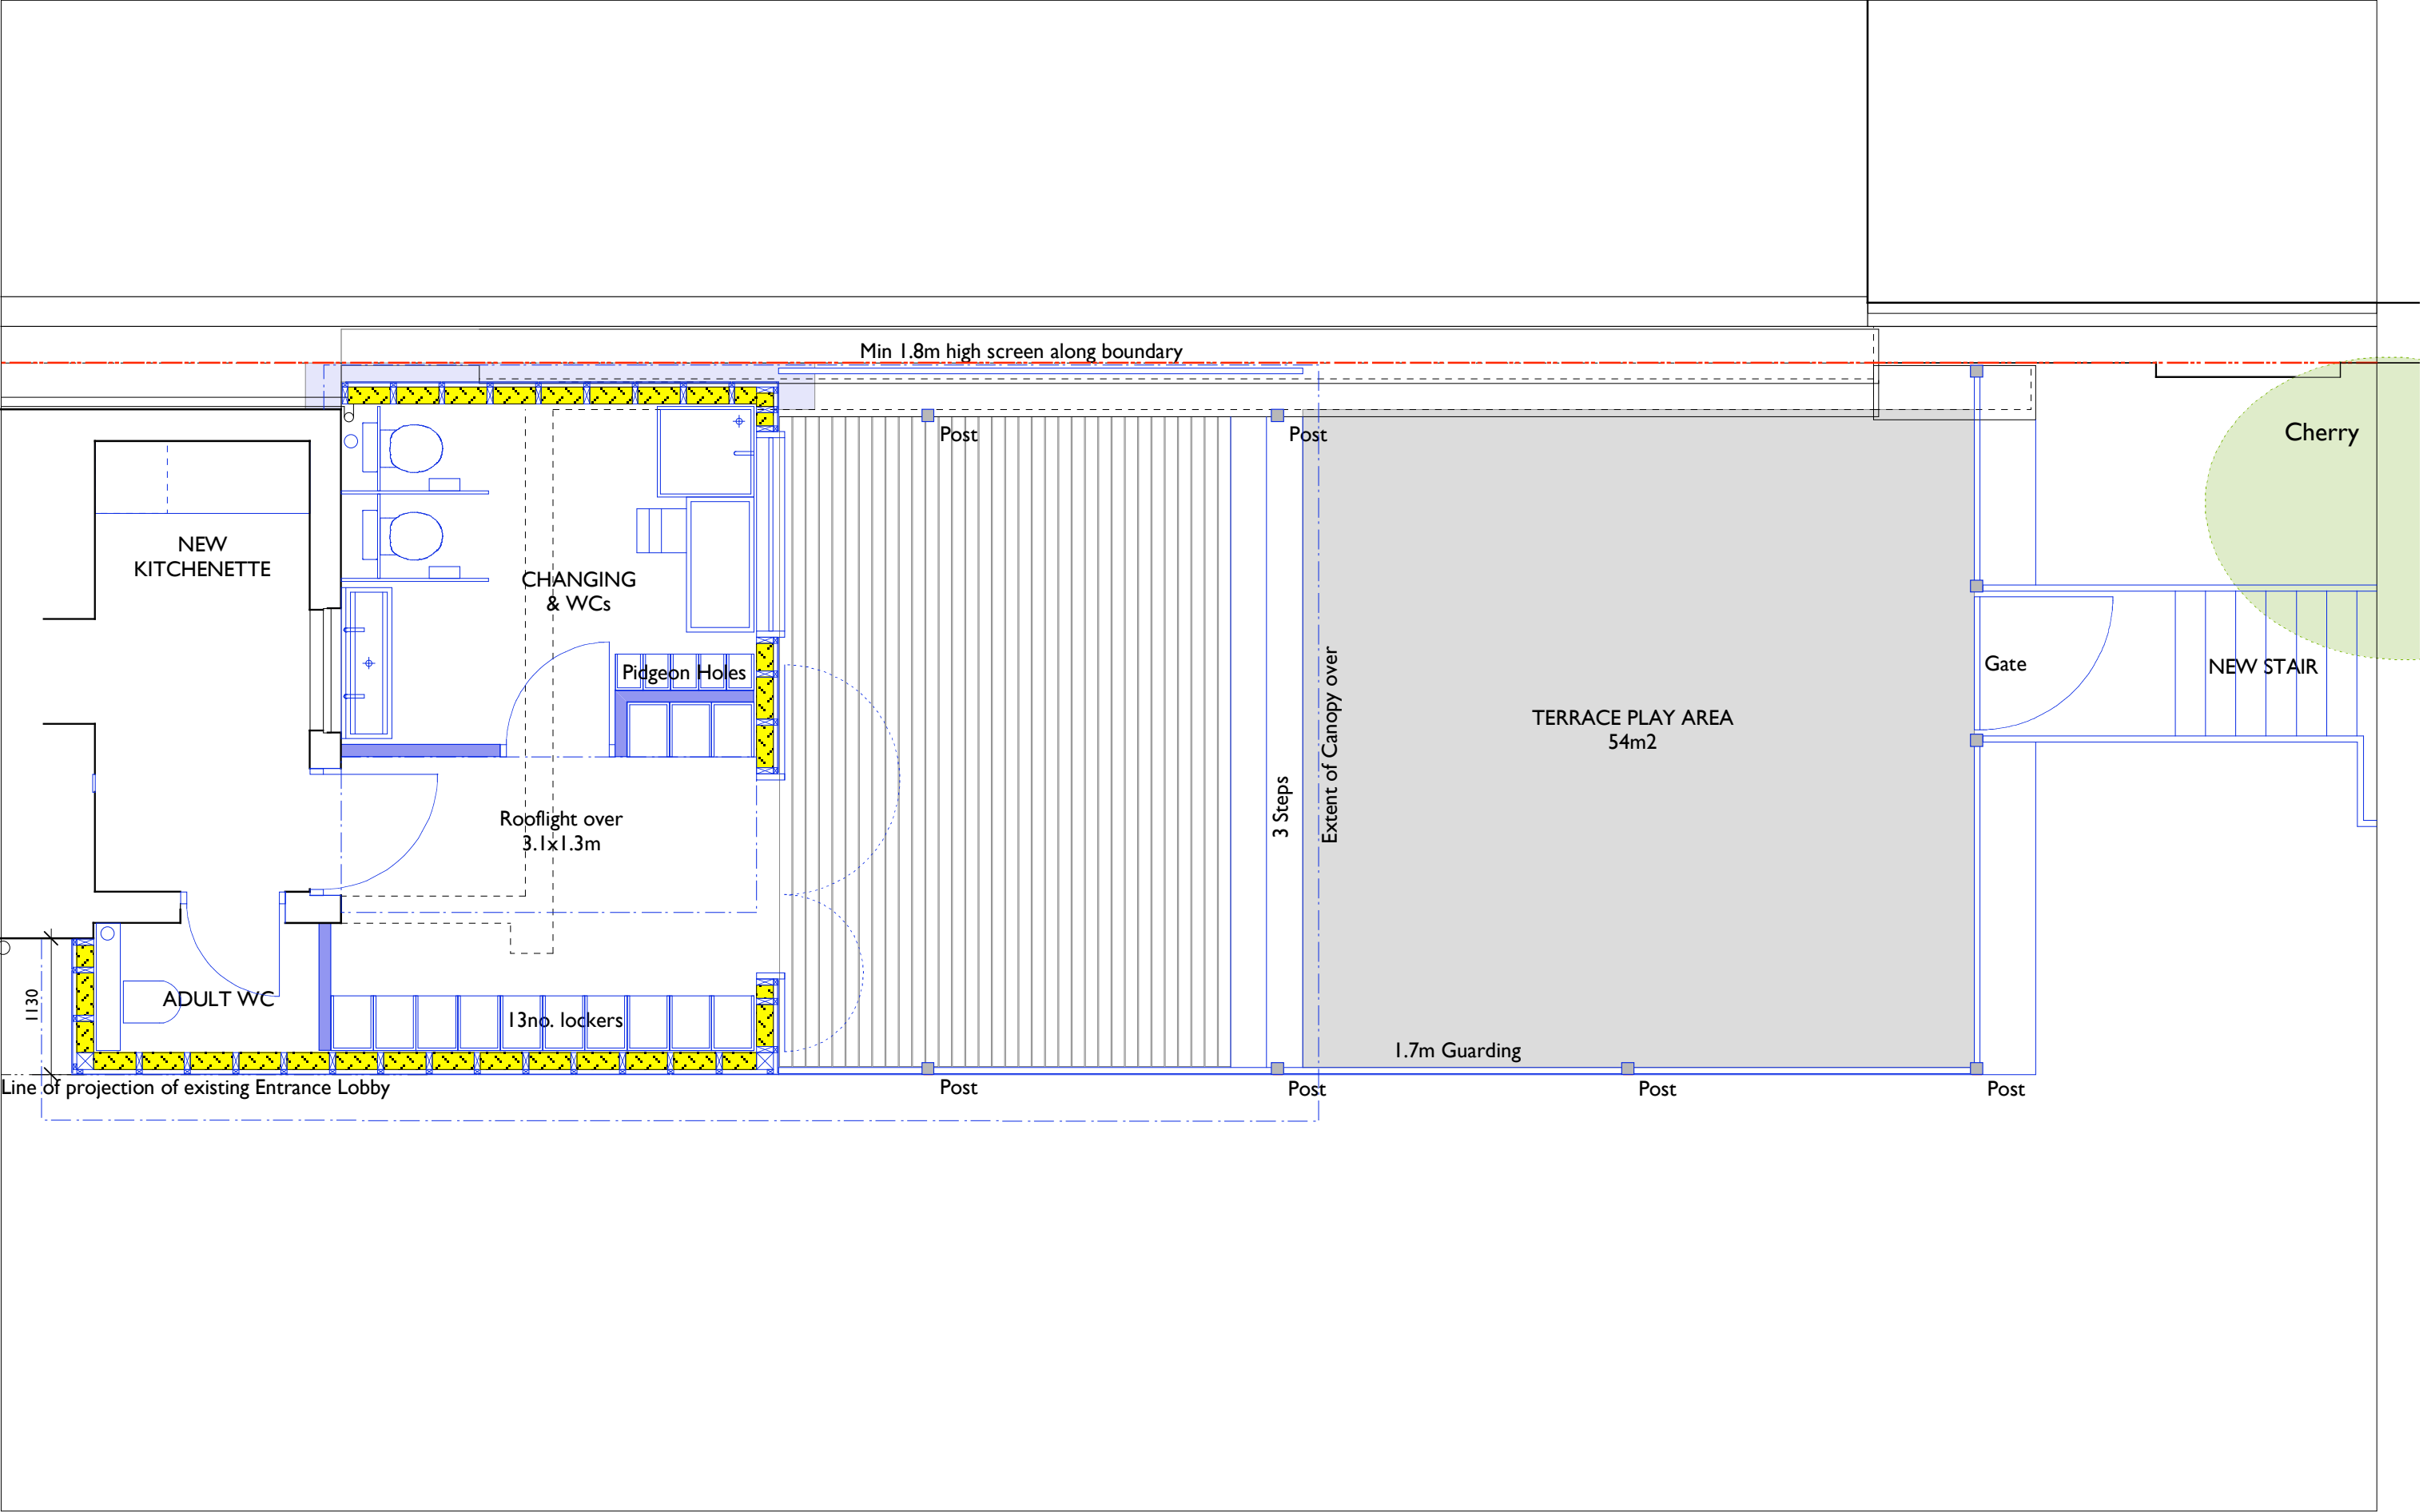 Min 1.8m high screen along boundary
Post
Post
Cherry
NEW
KITCHENETTE
CHANGING
& WCs
Pidgeon Holes
Gate
NEW STAIR
TERRACE PLAY AREA
54m2
Extent of Canopy over
3 Steps
Rooflight over
3.1x1.3m
ADULT WC
1130
13no. lockers
1.7m Guarding
Line of projection of existing Entrance Lobby
Post
Post
Post
Post